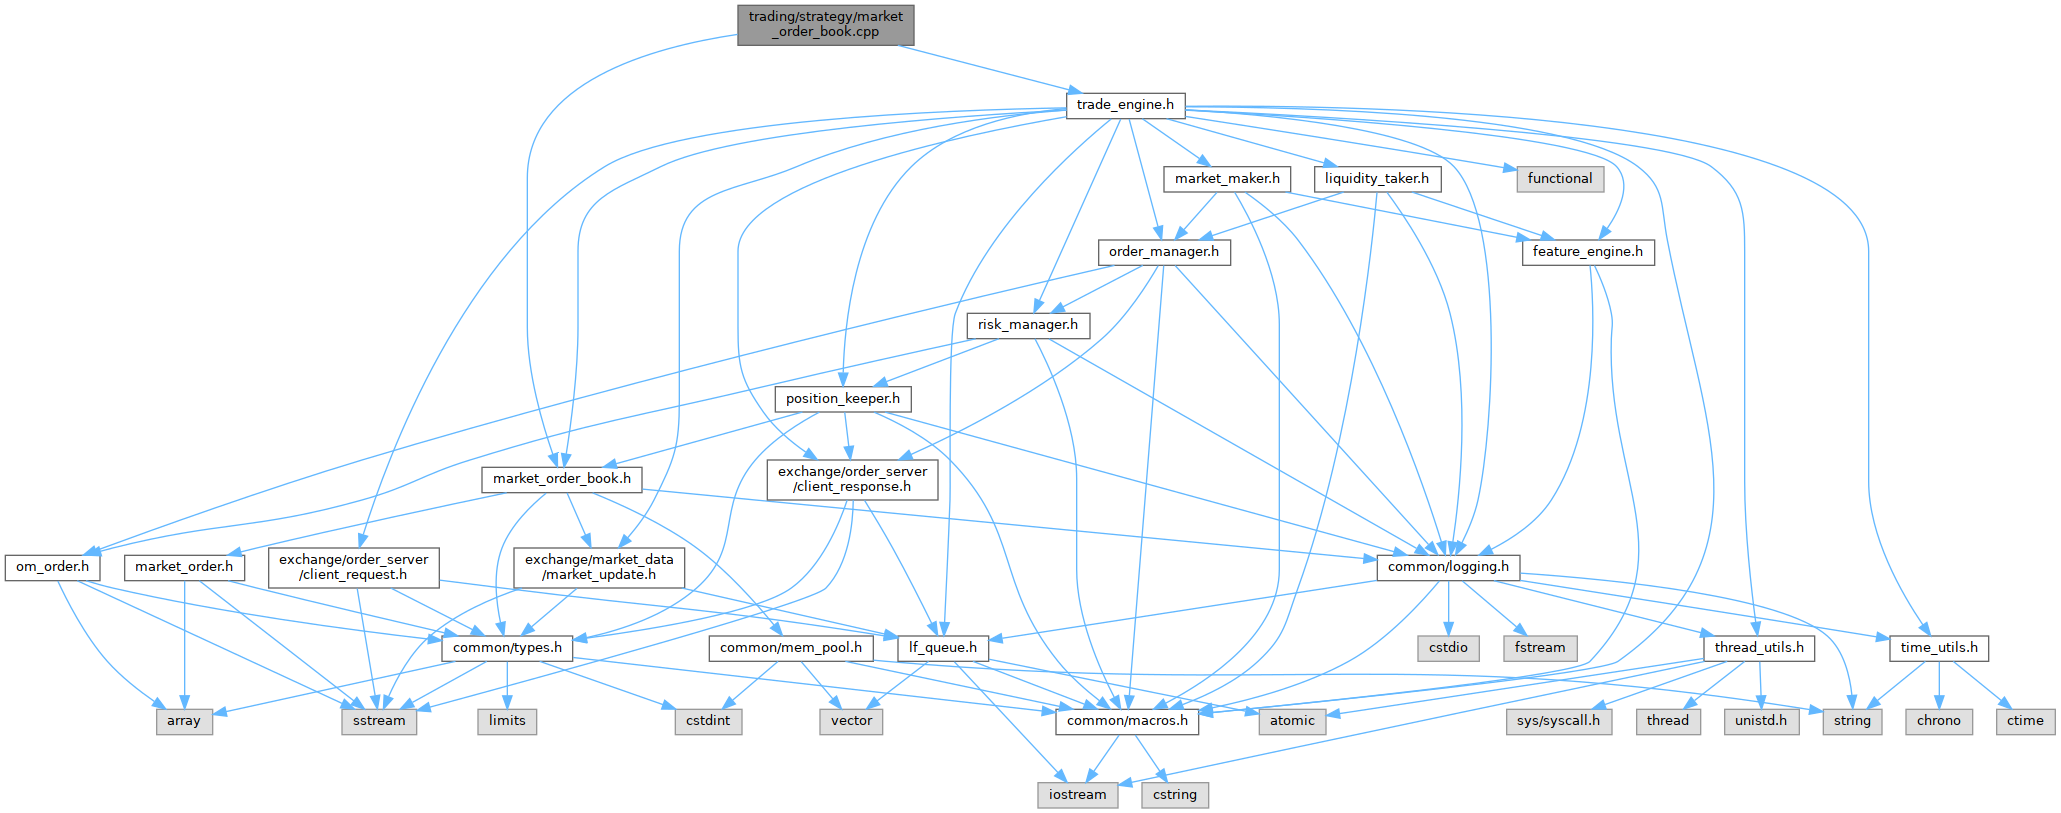 trading/strategy/market
_order_book.cpp
trade_engine.h
market_maker.h
liquidity_taker.h
functional
order_manager.h
feature_engine.h
risk_manager.h
position_keeper.h
market_order_book.h
exchange/order_server
/client_response.h
om_order.h
market_order.h
exchange/order_server
/client_request.h
exchange/market_data
/market_update.h
common/logging.h
common/types.h
common/mem_pool.h
lf_queue.h
cstdio
fstream
thread_utils.h
time_utils.h
array
sstream
limits
cstdint
vector
common/macros.h
atomic
sys/syscall.h
thread
unistd.h
string
chrono
ctime
iostream
cstring